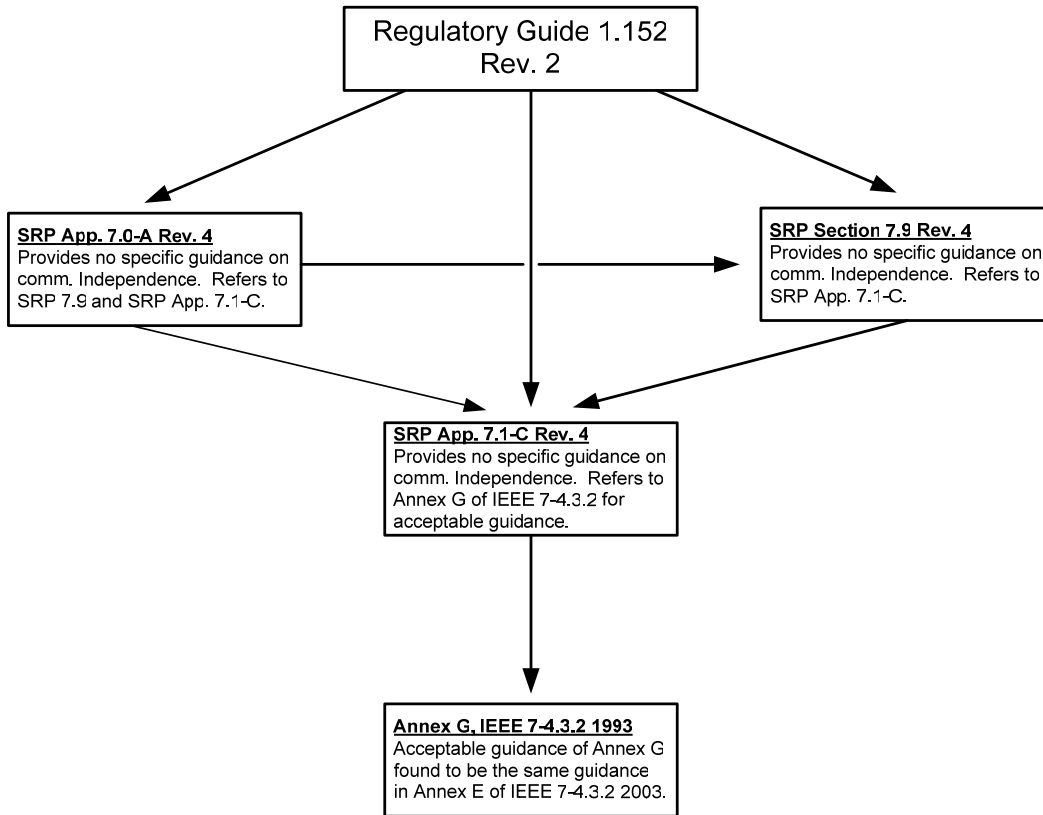 Regulatory Guide 1.152
Rev. 2
SRP App. 7.0-A Rev. 4
Provides no specific guidance on
comm. Independence.  Refers to
SRP 7.9 and SRP App. 7.1-C.
SRP Section 7.9 Rev. 4
Provides no specific guidance on
comm. Independence.  Refers to
SRP App. 7.1-C.
SRP App. 7.1-C Rev. 4
Provides no specific guidance on
comm. Independence.  Refers to
Annex G of IEEE 7-4.3.2 for
acceptable guidance.
Annex G, IEEE 7-4.3.2 1993
Acceptable guidance of Annex G
found to be the same guidance
in Annex E of IEEE 7-4.3.2 2003.